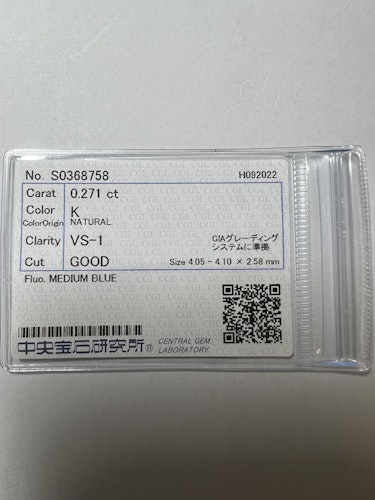 No. S0368758 H092022
Carat 0.271 ct
Color K
ColorOrigin NATURAL
Clarity VS-1 GIAグレーディング
システムに準拠
Cut GOOD Size 4.05 - 4.10 × 2.58 mm
Fluo. MEDIUM BLUE
中央宝石研究所® CENTRAL GEM
LABORATORY